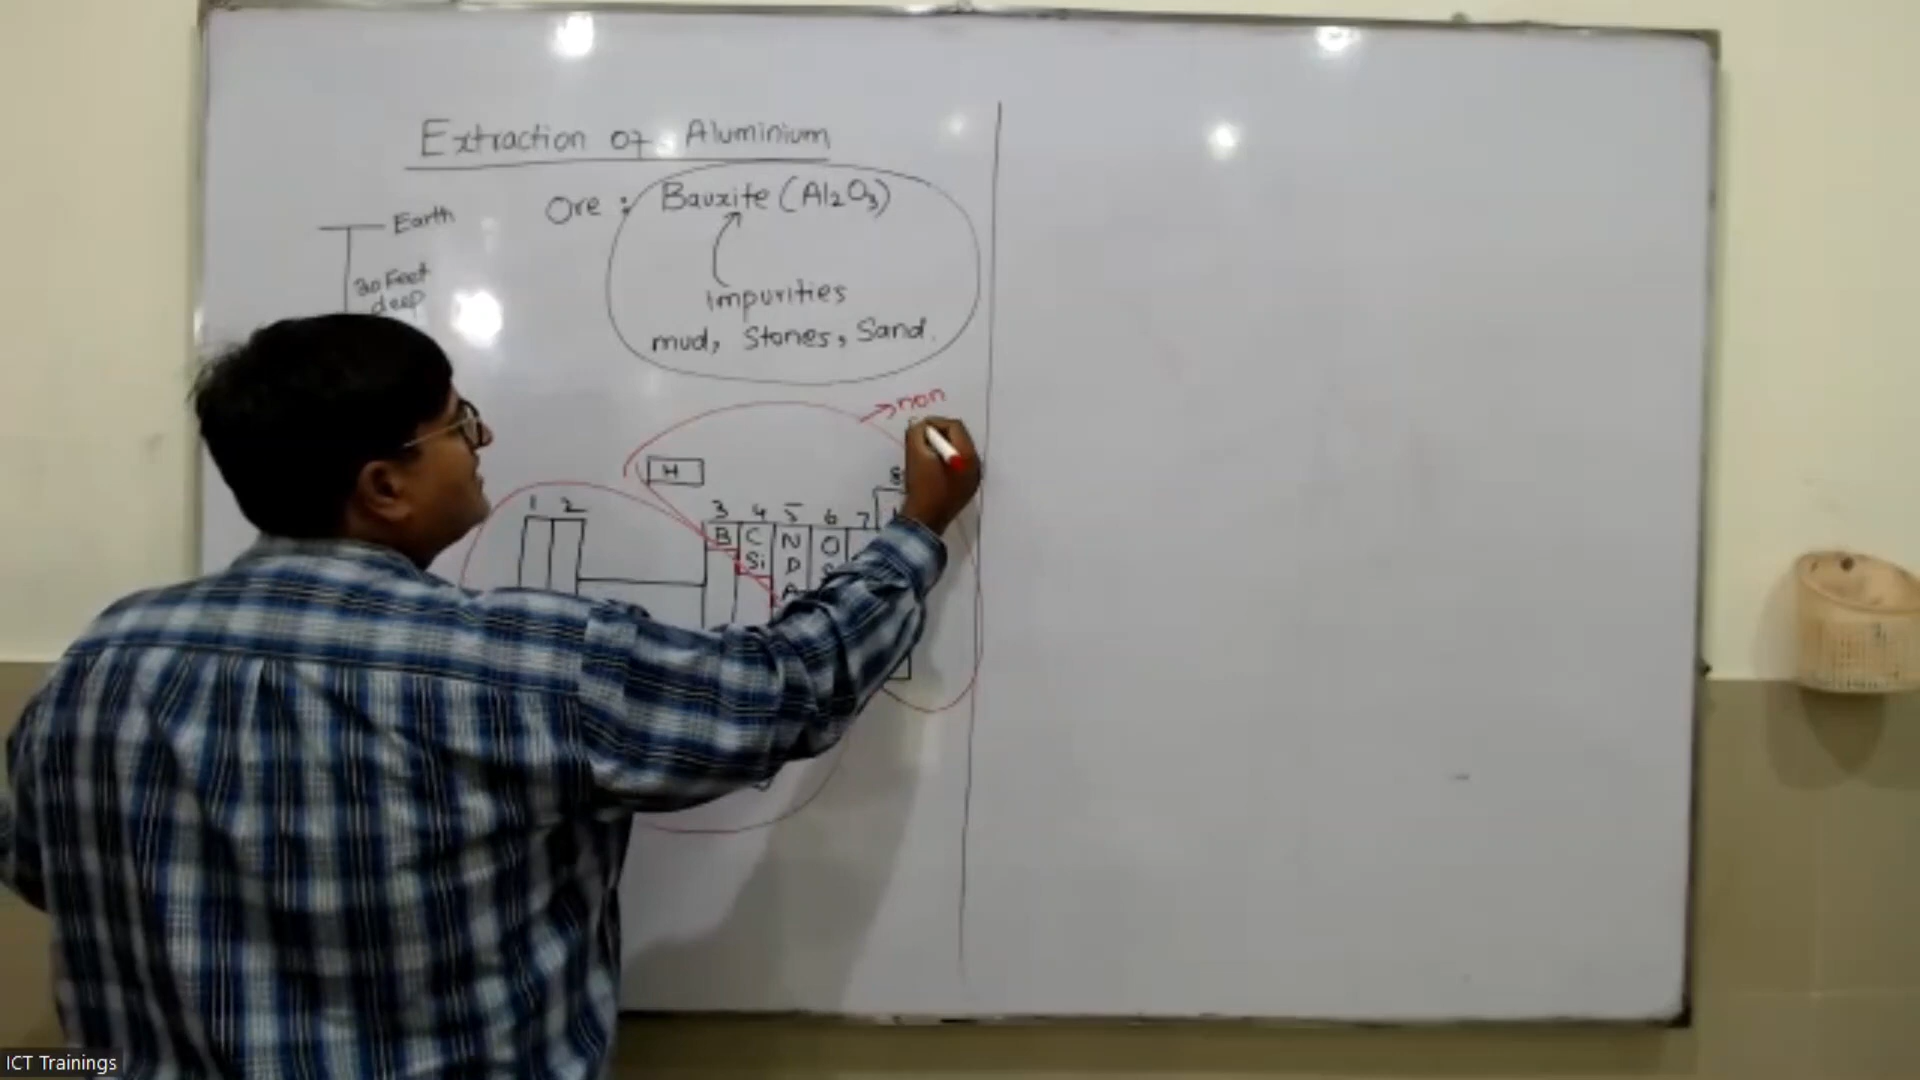 Extraction of Aluminium
Ore : Bauxite (Al2O3)
Earth
20 Feet
deep
impurities
mud, Stones, Sand.
non
H
1 2
3 4 5 6 7 8
B C N O
Si D S
A
ICT Trainings